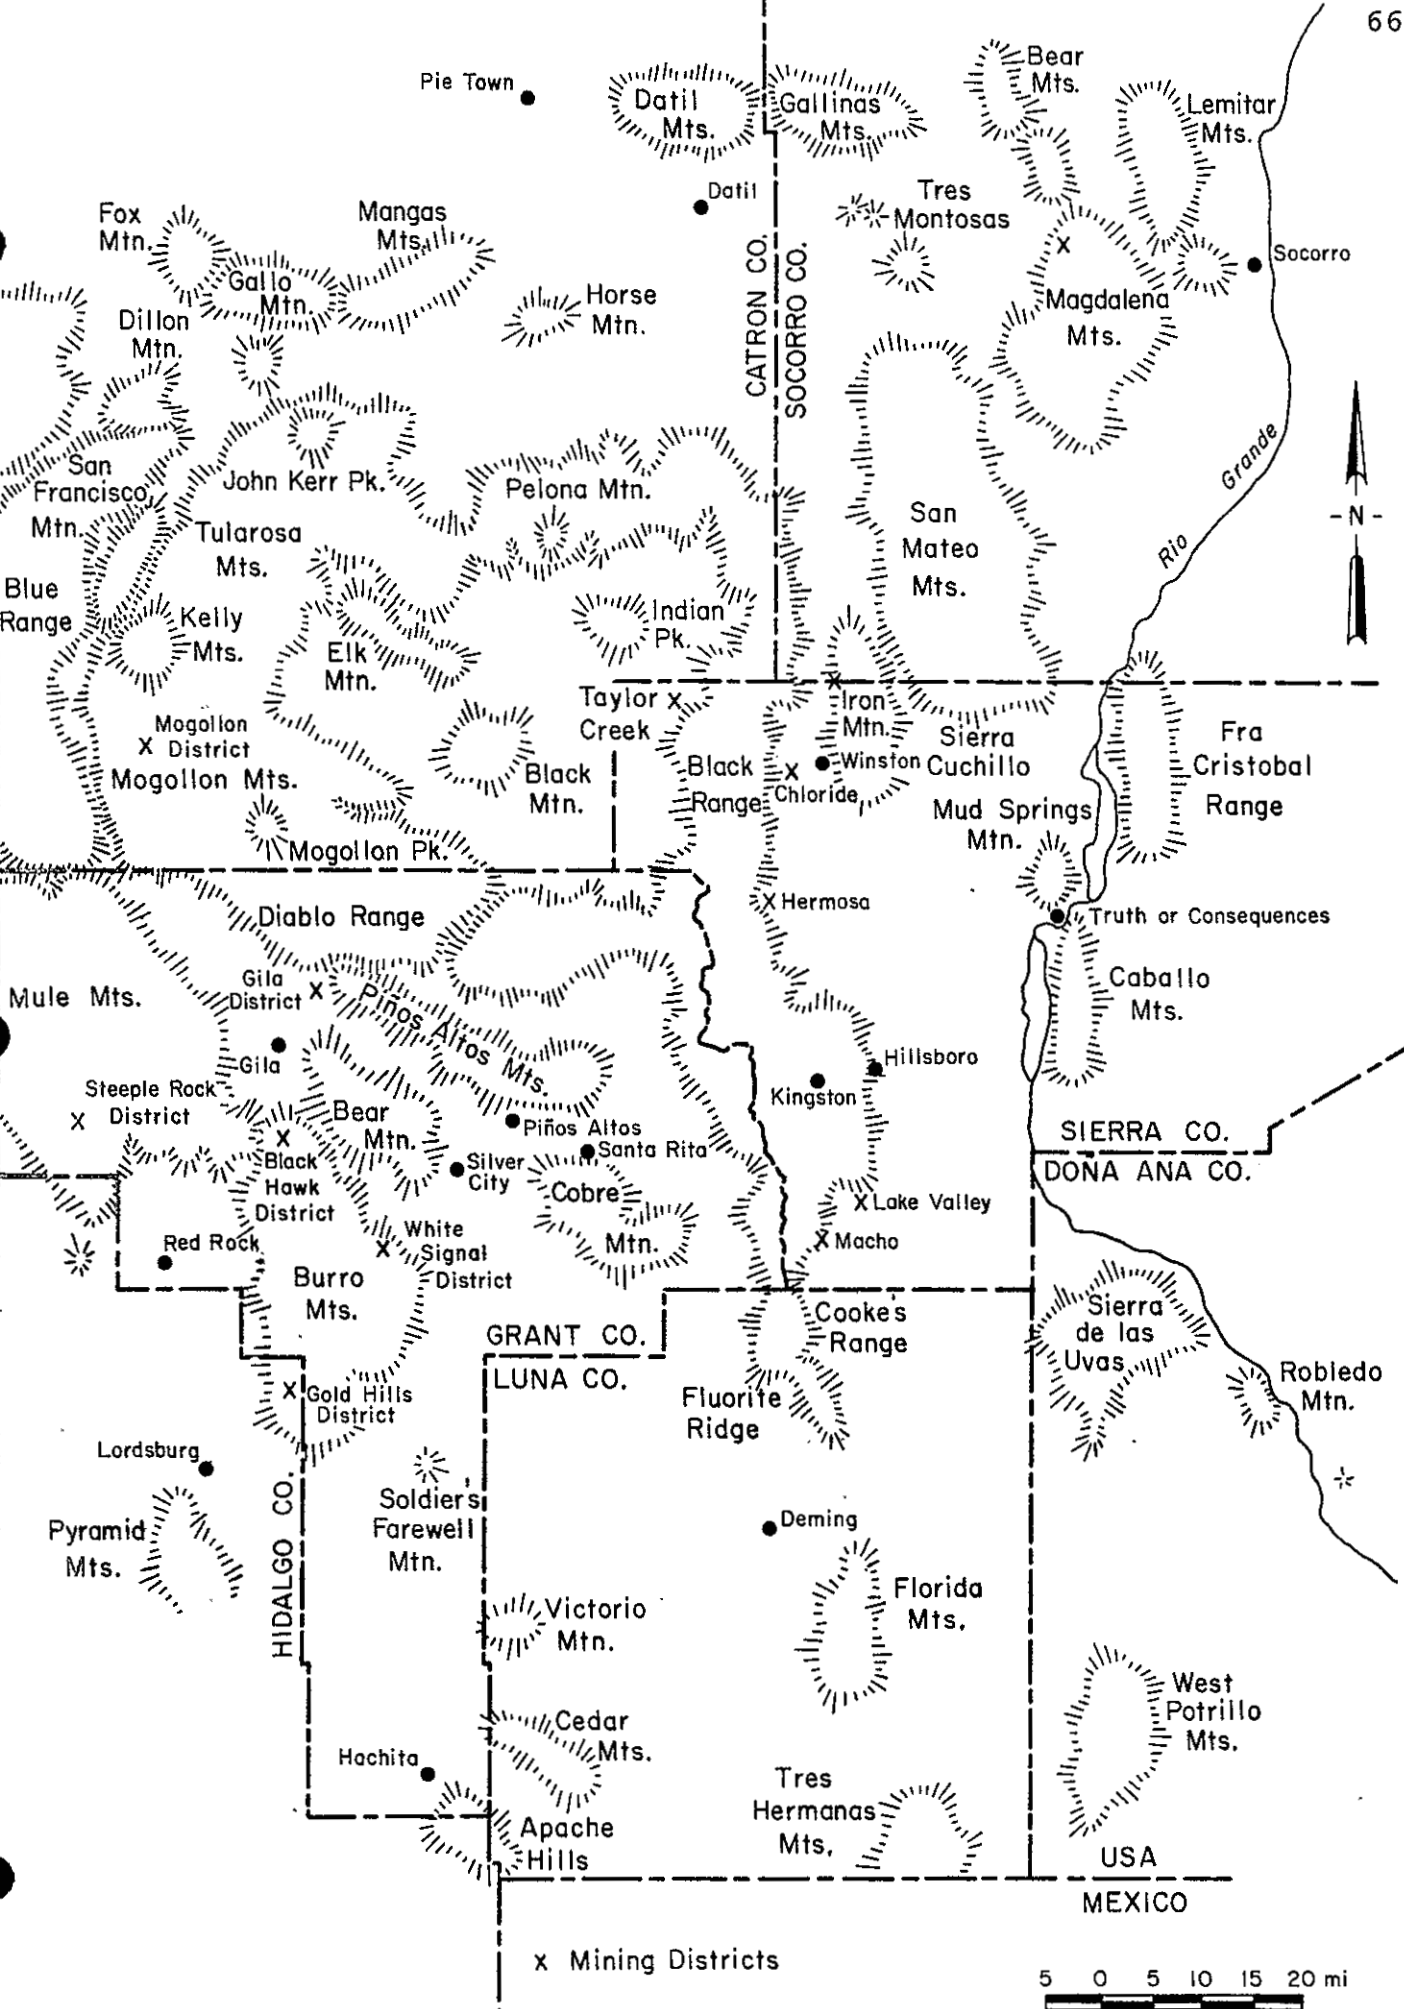 66
Pie Town
Datil
Mts.
Gallinas
Mts.
Bear
Mts.
Lemitar
Mts.
Datil
Tres
Montosas
Fox
Mtn.
Mangas
Mts.
Gallo
Mtn.
Horse
Mtn.
Dillon
Mtn.
CATRON CO.
SOCORRO CO.
Magdalena
Mts.
Socorro
San
Francisco
Mtn.
John Kerr Pk.
Pelona Mtn.
Rio Grande
-N-
San
Mateo
Mts.
Tularosa
Mts.
Blue
Range
Kelly
Mts.
Elk
Mtn.
Indian
Pk.
Taylor x
Creek
x
Iron
Mtn.
Mogollon
x District
Mogollon Mts.
Black
Mtn.
Black
Range
x
Chloride
Winston
Sierra
Cuchillo
Fra
Cristobal
Range
Mud Springs
Mtn.
Mogollon Pk.
Diablo Range
x Hermosa
Truth or Consequences
Mule Mts.
Gila
District x
Piños Altos Mts.
Caballo
Mts.
Gila
Hillsboro
Kingston
Steeple Rock
x District
Bear
Mtn.
Piños Altos
Santa Rita
SIERRA CO.
DONA ANA CO.
x
Black
Hawk
District
Silver
City
Cobre
Mtn.
x Lake Valley
x Macho
Red Rock
White
x Signal
District
Burro
Mts.
GRANT CO.
LUNA CO.
Cooke's
Range
Sierra
de las
Uvas
Robledo
Mtn.
x Gold Hills
District
Fluorite
Ridge
Lordsburg
HIDALGO CO.
Soldier's
Farewell
Mtn.
Pyramid
Mts.
Deming
Florida
Mts.
Victorio
Mtn.
West
Potrillo
Mts.
Cedar
Mts.
Hachita
Tres
Hermanas
Mts.
Apache
Hills
USA
MEXICO
x Mining Districts
5 0 5 10 15 20 mi
x